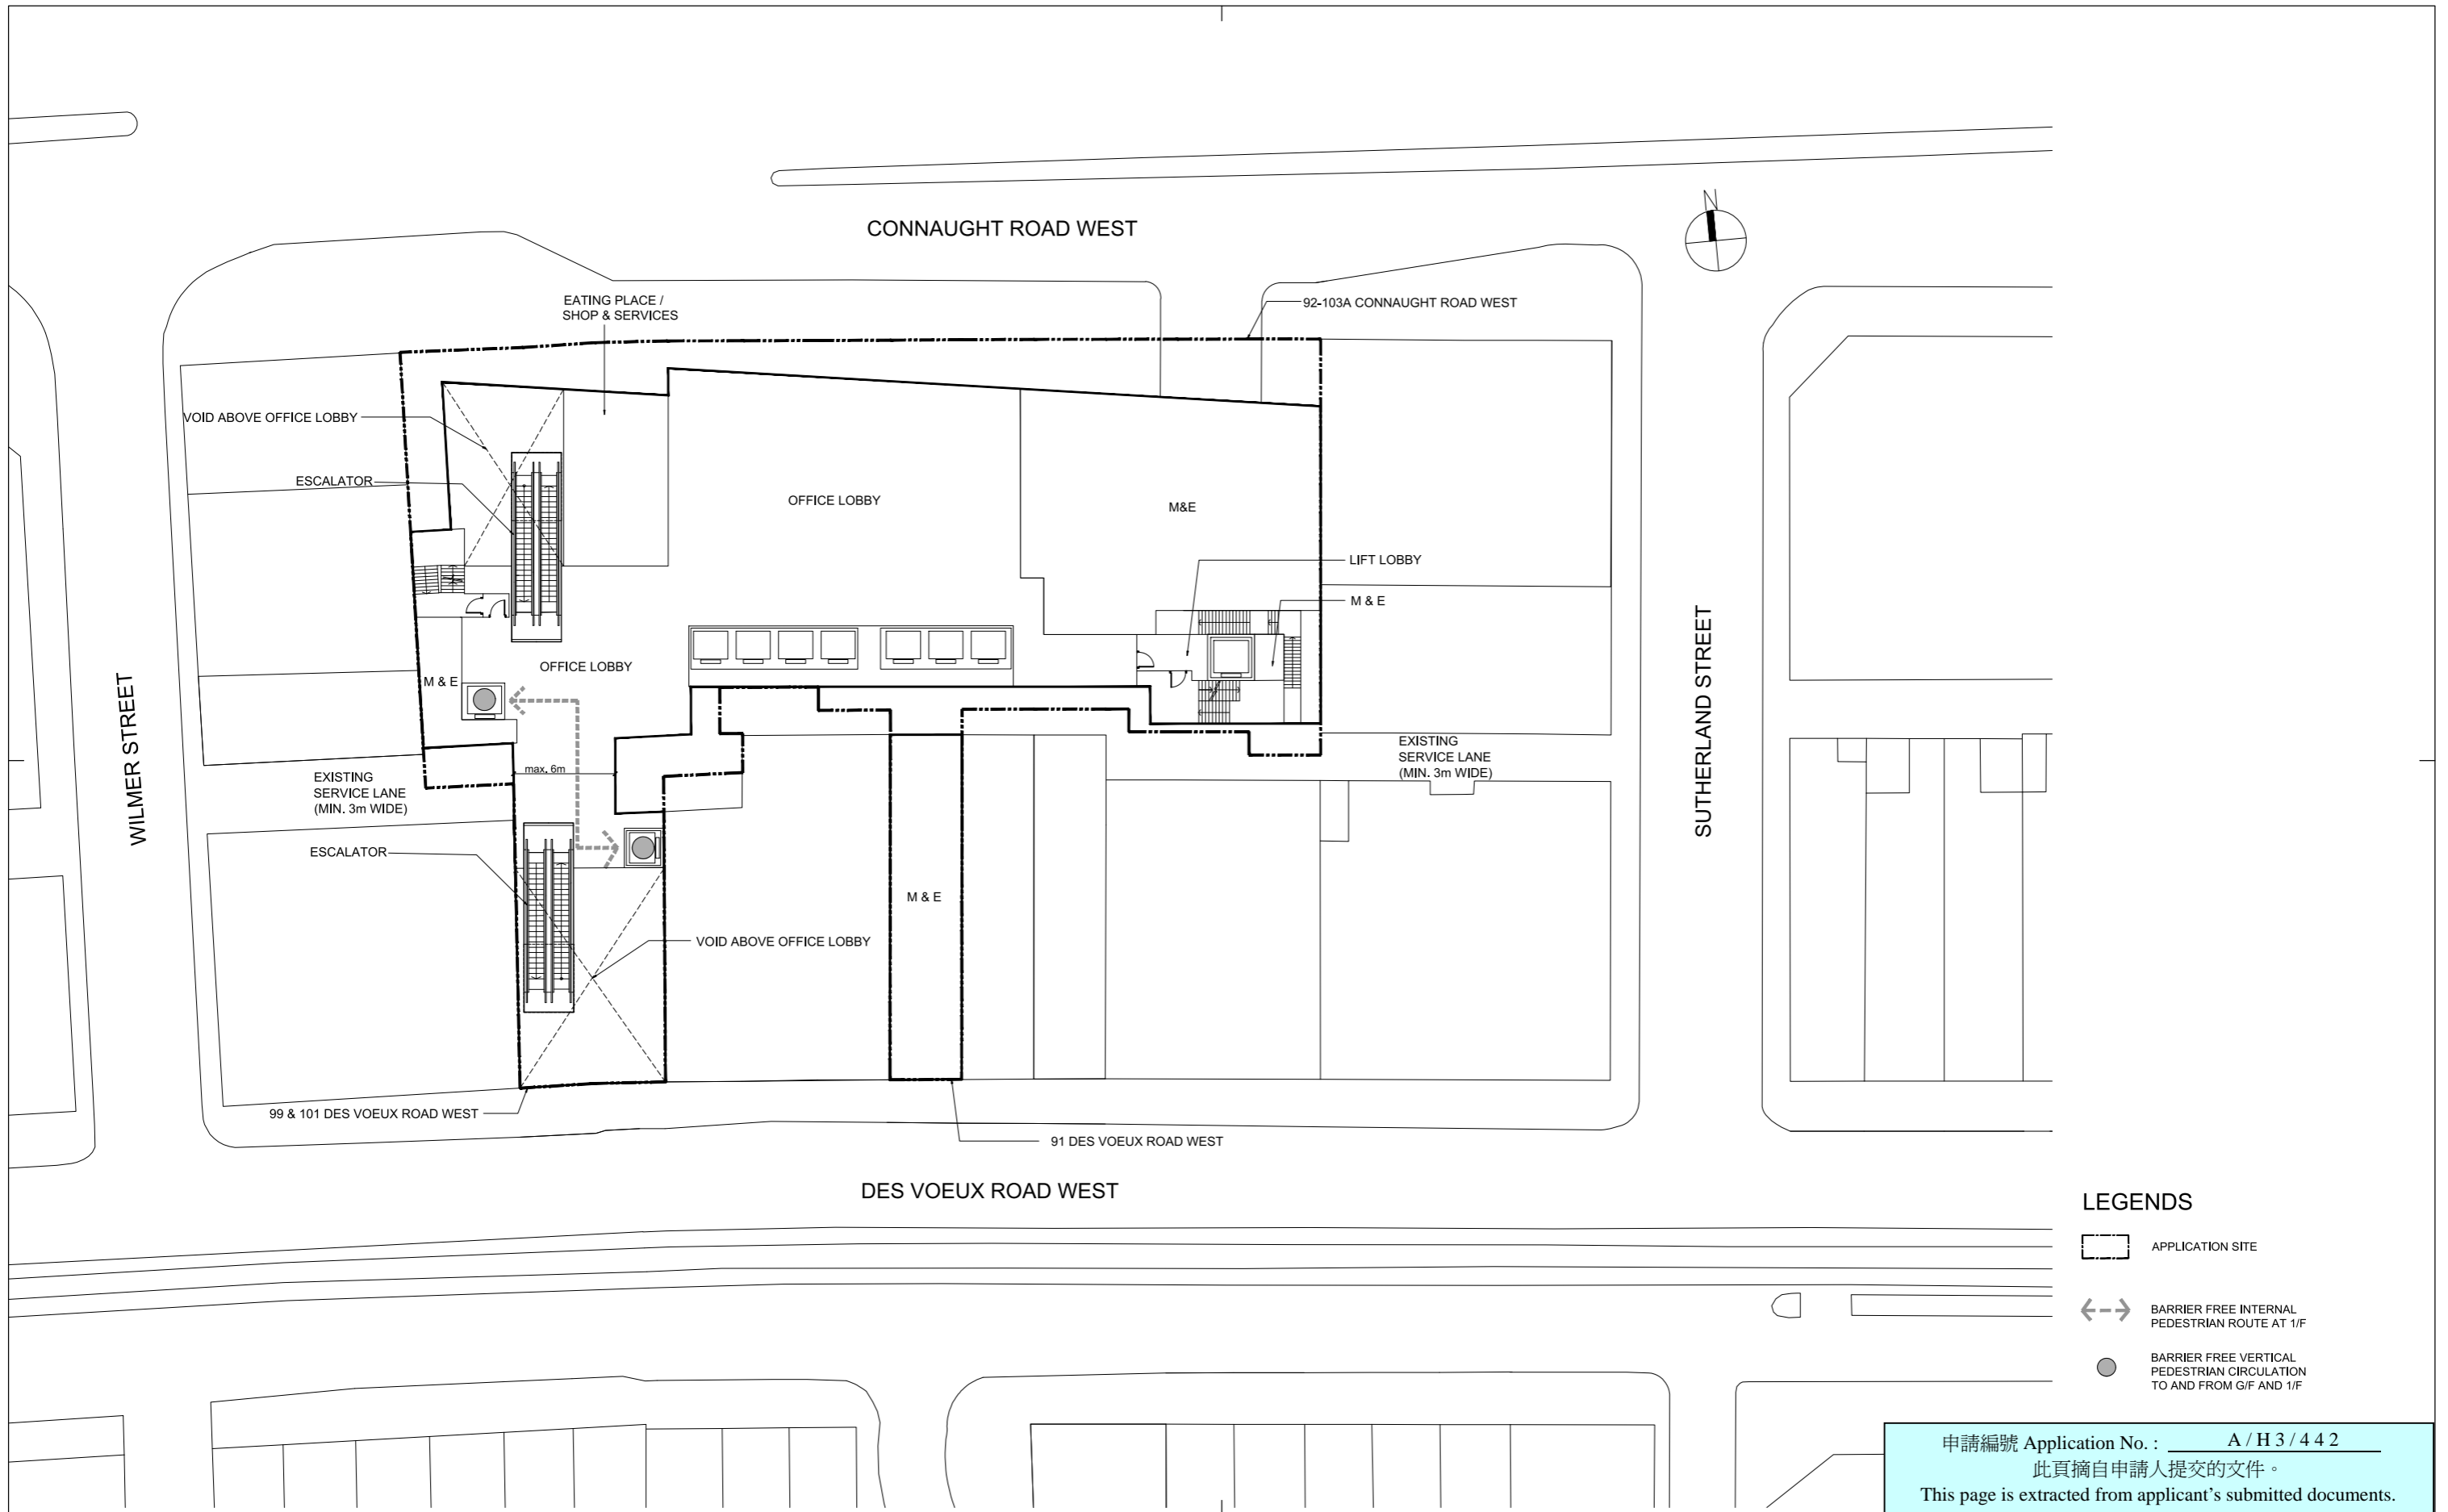 CONNAUGHT ROAD WEST
N
EATING PLACE /
SHOP & SERVICES
92-103A CONNAUGHT ROAD WEST
VOID ABOVE OFFICE LOBBY
ESCALATOR
OFFICE LOBBY
M&E
LIFT LOBBY
M & E
OFFICE LOBBY
M & E
WILMER STREET
SUTHERLAND STREET
max. 6m
EXISTING
SERVICE LANE
(MIN. 3m WIDE)
EXISTING
SERVICE LANE
(MIN. 3m WIDE)
ESCALATOR
M & E
VOID ABOVE OFFICE LOBBY
99 & 101 DES VOEUX ROAD WEST
91 DES VOEUX ROAD WEST
DES VOEUX ROAD WEST
LEGENDS
APPLICATION SITE
BARRIER FREE INTERNAL
PEDESTRIAN ROUTE AT 1/F
BARRIER FREE VERTICAL
PEDESTRIAN CIRCULATION
TO AND FROM G/F AND 1/F
申請編號 Application No. : A / H 3 / 4 4 2
此頁摘自申請人提交的文件。
This page is extracted from applicant's submitted documents.